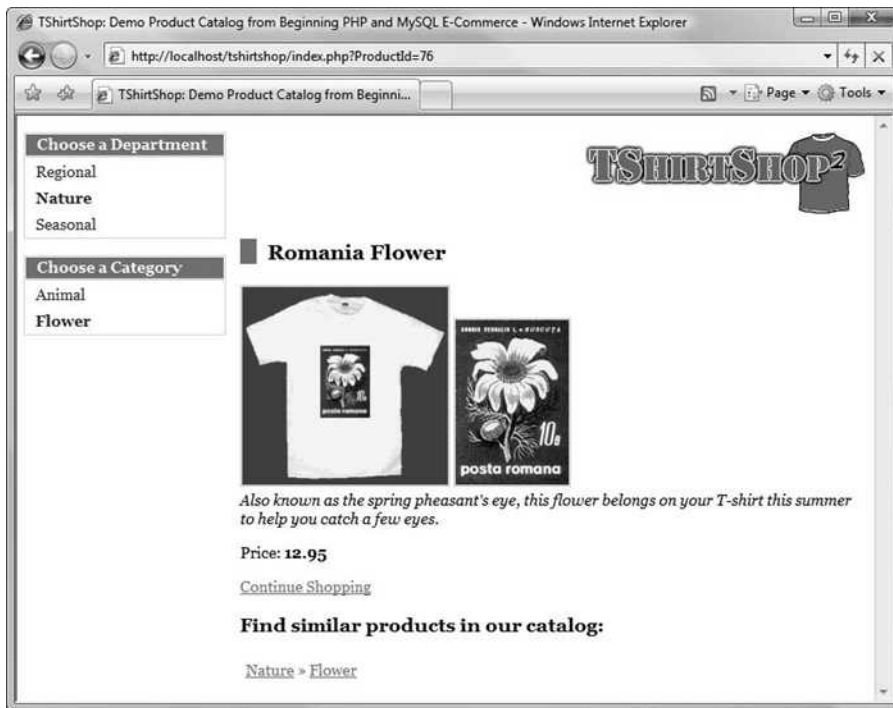 TShirtShop: Demo Product Catalog from Beginning PHP and MySQL E-Commerce - Windows Internet Explorer
http://localhost/tshirtshop/index.php?ProductId=76
TShirtShop: Demo Product Catalog from Beginni...
Page
Tools
TSHIRTSHOP²
Choose a Department
Regional
Nature
Seasonal
Choose a Category
Animal
Flower
Romania Flower
posta romana
10B
posta romana
Also known as the spring pheasant's eye, this flower belongs on your T-shirt this summer
to help you catch a few eyes.
Price: 12.95
Continue Shopping
Find similar products in our catalog:
Nature » Flower